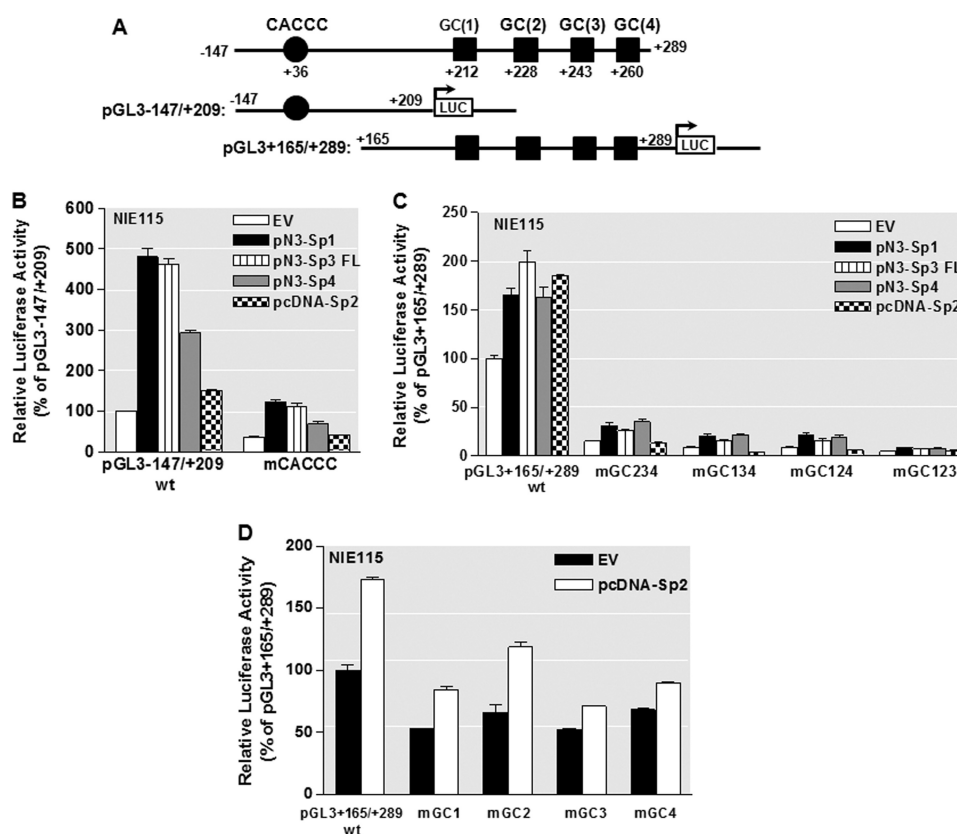 A
CACCC GC(1) GC(2) GC(3) GC(4)
-147 +289
+36 +212 +228 +243 +260
pGL3-147/+209: -147 +209 LUC
pGL3+165/+289: +165 +289 LUC
B
NIE115
EV
pN3-Sp1
pN3-Sp3 FL
pN3-Sp4
pcDNA-Sp2
Relative Luciferase Activity
(% of pGL3-147/+209)
600
500
400
300
200
100
0
pGL3-147/+209 mCACCC
wt
C
NIE115
EV
pN3-Sp1
pN3-Sp3 FL
pN3-Sp4
pcDNA-Sp2
Relative Luciferase Activity
(% of pGL3+165/+289)
250
200
150
100
50
0
pGL3+165/+289 mGC234 mGC134 mGC124 mGC123
wt
D
NIE115
EV
pcDNA-Sp2
Relative Luciferase Activity
(% of pGL3+165/+289)
200
150
100
50
0
pGL3+165/+289 mGC1 mGC2 mGC3 mGC4
wt